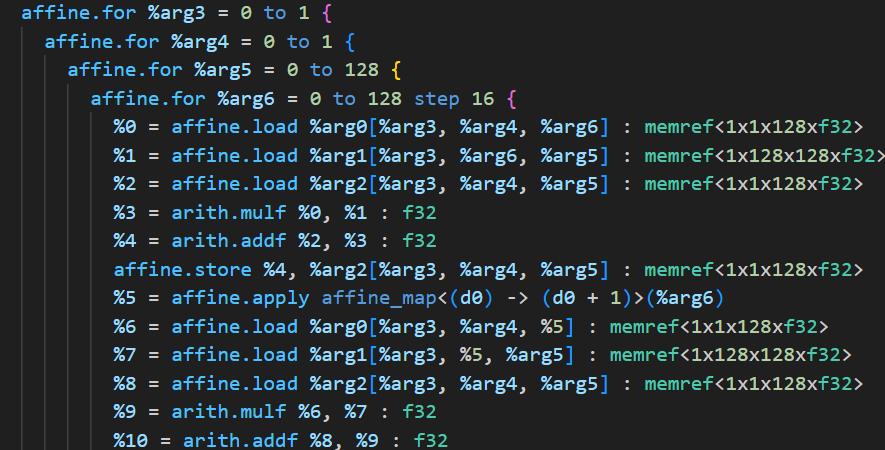 affine.for %arg3 = 0 to 1 {
affine.for %arg4 = 0 to 1 {
affine.for %arg5 = 0 to 128 {
affine.for %arg6 = 0 to 128 step 16 {
%0 = affine.load %arg0[%arg3, %arg4, %arg6] : memref<1x1x128xf32>
%1 = affine.load %arg1[%arg3, %arg6, %arg5] : memref<1x128x128xf32>
%2 = affine.load %arg2[%arg3, %arg4, %arg5] : memref<1x1x128xf32>
%3 = arith.mulf %0, %1 : f32
%4 = arith.addf %2, %3 : f32
affine.store %4, %arg2[%arg3, %arg4, %arg5] : memref<1x1x128xf32>
%5 = affine.apply affine_map<(d0) -> (d0 + 1)>(%arg6)
%6 = affine.load %arg0[%arg3, %arg4, %5] : memref<1x1x128xf32>
%7 = affine.load %arg1[%arg3, %5, %arg5] : memref<1x128x128xf32>
%8 = affine.load %arg2[%arg3, %arg4, %arg5] : memref<1x1x128xf32>
%9 = arith.mulf %6, %7 : f32
%10 = arith.addf %8, %9 : f32